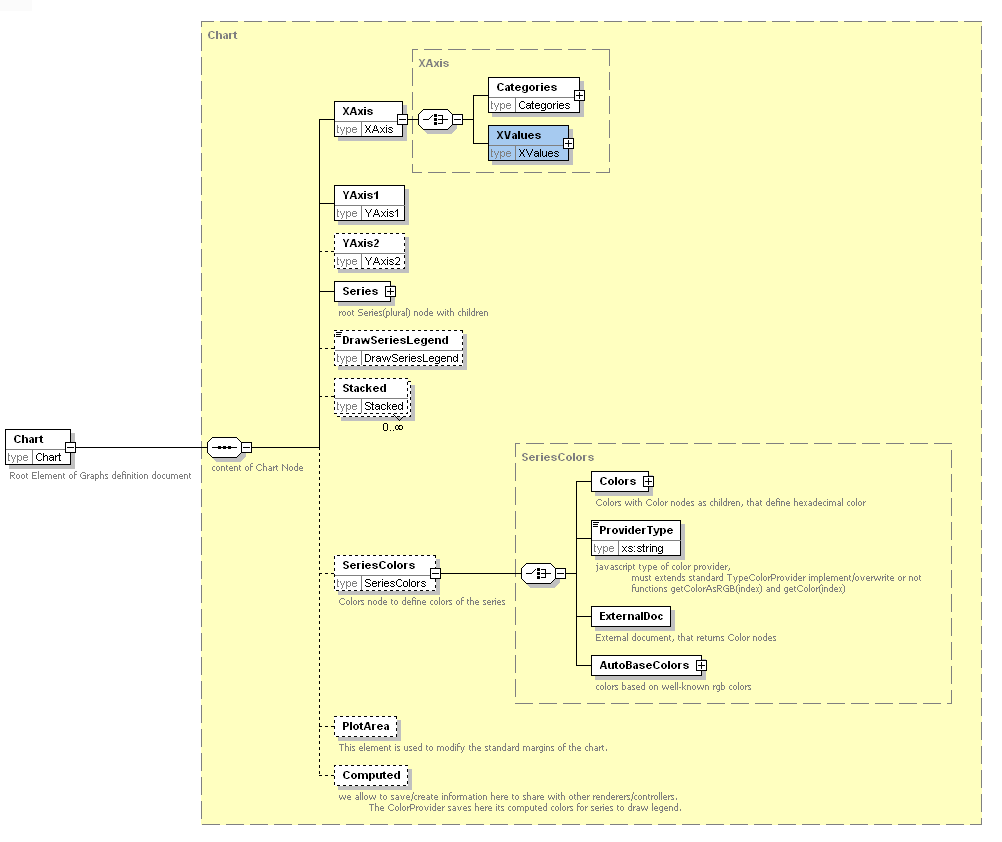 Chart
XAxis
XAxis
type XAxis
Categories
type Categories
XValues
type XValues
YAxis1
type YAxis1
YAxis2
type YAxis2
Series
root Series(plural) node with children
DrawSeriesLegend
type DrawSeriesLegend
Stacked
type Stacked
0..∞
Chart
type Chart
Root Element of Graphs definition document
content of Chart Node
SeriesColors
type SeriesColors
Colors node to define colors of the series
SeriesColors
Colors
Colors with Color nodes as children, that define hexadecimal color
ProviderType
type xs:string
javascript type of color provider,
must extends standard TypeColorProvider implement/overwrite or not
functions getColorAsRGB(index) and getColor(index)
ExternalDoc
External document, that returns Color nodes
AutoBaseColors
colors based on well-known rgb colors
PlotArea
This element is used to modify the standard margins of the chart.
Computed
we allow to save/create information here to share with other renderers/controllers.
The ColorProvider saves here its computed colors for series to draw legend.